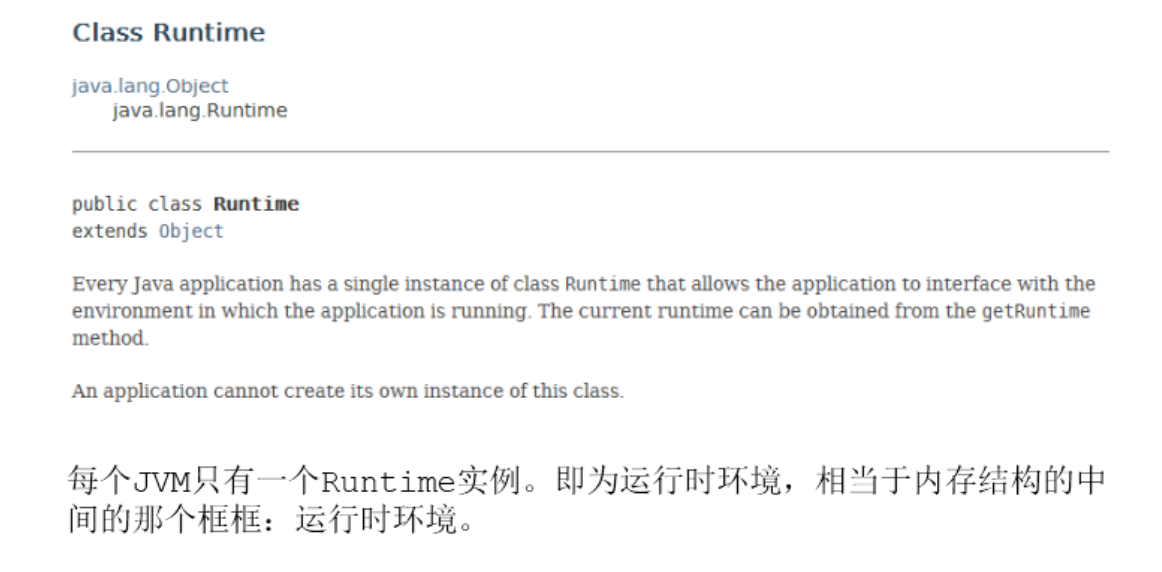 Class Runtime
java.lang.Object
java.lang.Runtime
public class Runtime
extends Object
Every Java application has a single instance of class Runtime that allows the application to interface with the
environment in which the application is running. The current runtime can be obtained from the getRuntime
method.
An application cannot create its own instance of this class.
每个JVM只有一个Runtime实例。即为运行时环境，相当于内存结构的中
间的那个框框：运行时环境。